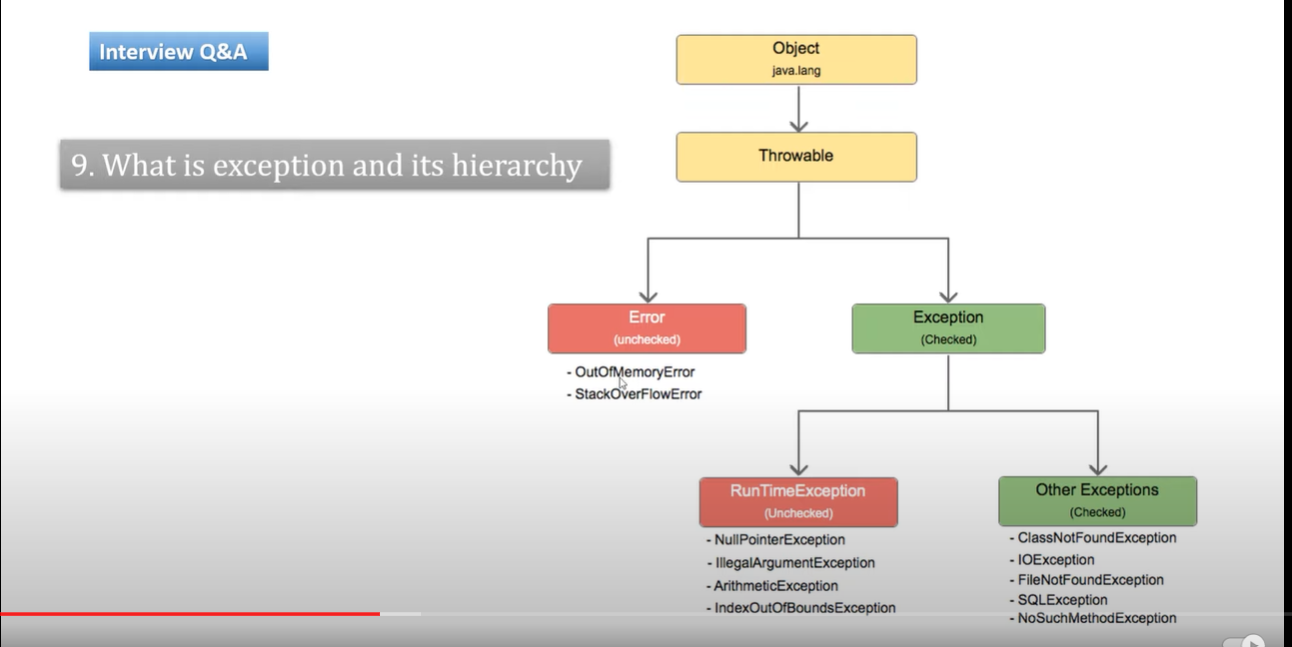 Interview Q&A
9. What is exception and its hierarchy
Object
java.lang
Throwable
Error
(unchecked)
- OutOfMemoryError
- StackOverFlowError
Exception
(Checked)
RunTimeException
(Unchecked)
- NullPointerException
- IllegalArgumentException
- ArithmeticException
- IndexOutOfBoundsException
Other Exceptions
(Checked)
- ClassNotFoundException
- IOException
- FileNotFoundException
- SQLException
- NoSuchMethodException